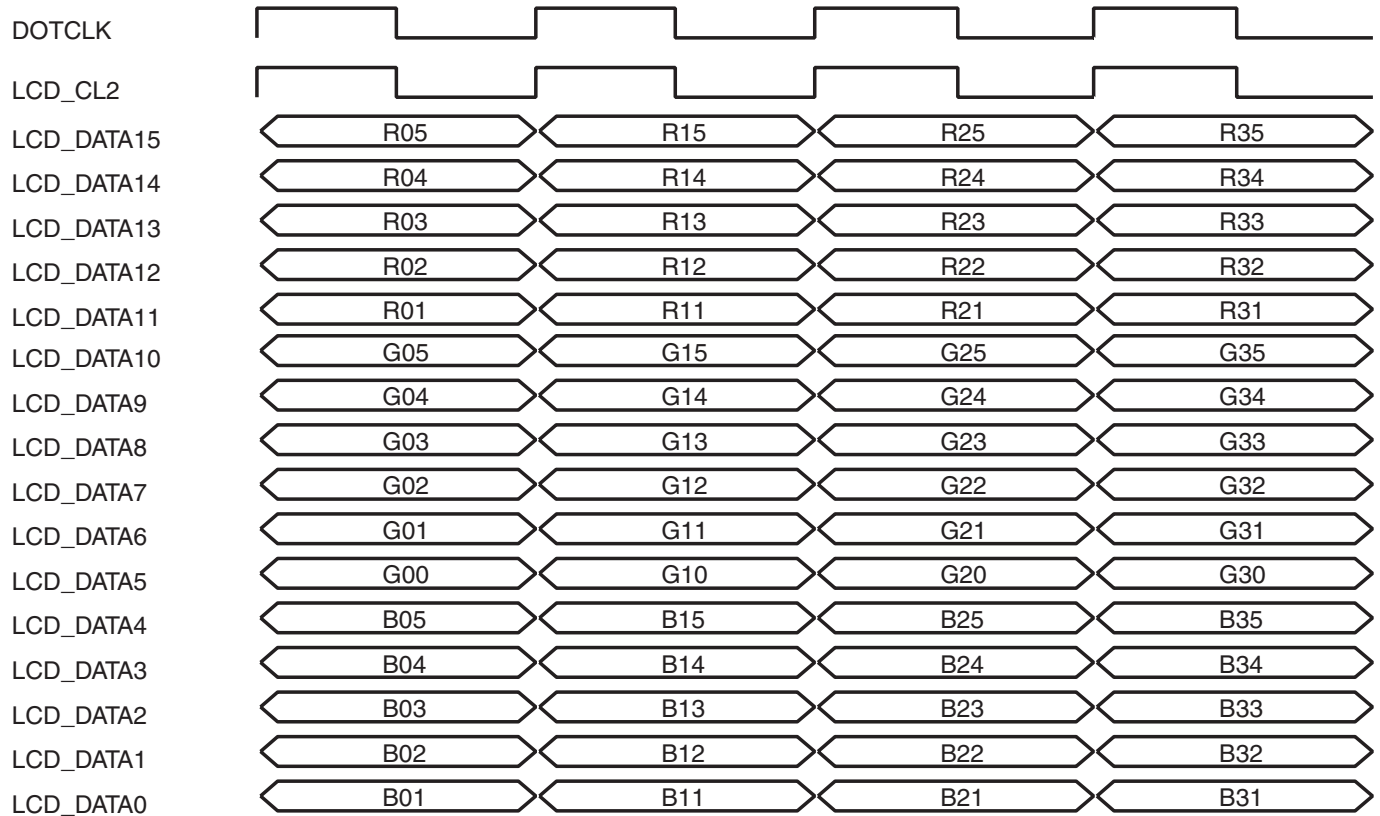 DOTCLK
LCD_CL2
LCD_DATA15 R05 R15 R25 R35
LCD_DATA14 R04 R14 R24 R34
LCD_DATA13 R03 R13 R23 R33
LCD_DATA12 R02 R12 R22 R32
LCD_DATA11 R01 R11 R21 R31
LCD_DATA10 G05 G15 G25 G35
LCD_DATA9 G04 G14 G24 G34
LCD_DATA8 G03 G13 G23 G33
LCD_DATA7 G02 G12 G22 G32
LCD_DATA6 G01 G11 G21 G31
LCD_DATA5 G00 G10 G20 G30
LCD_DATA4 B05 B15 B25 B35
LCD_DATA3 B04 B14 B24 B34
LCD_DATA2 B03 B13 B23 B33
LCD_DATA1 B02 B12 B22 B32
LCD_DATA0 B01 B11 B21 B31